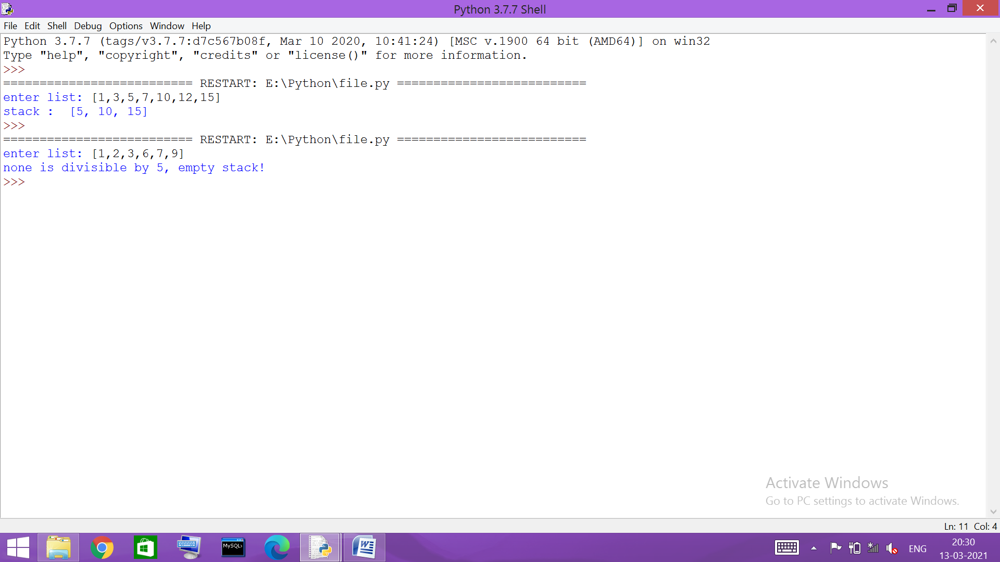 Python 3.7.7 Shell
File Edit Shell Debug Options Window Help
Python 3.7.7 (tags/v3.7.7:d7c567b08f, Mar 10 2020, 10:41:24) [MSC v.1900 64 bit (AMD64)] on win32
Type "help", "copyright", "credits" or "license()" for more information.
>>>
========================== RESTART: E:\Python\file.py ==========================
enter list: [1,3,5,7,10,12,15]
stack :  [5, 10, 15]
>>>
========================== RESTART: E:\Python\file.py ==========================
enter list: [1,2,3,6,7,9]
none is divisible by 5, empty stack!
>>>
Activate Windows
Go to PC settings to activate Windows.
Ln: 11 Col: 4
MySQL>
W
ENG
20:30
13-03-2021